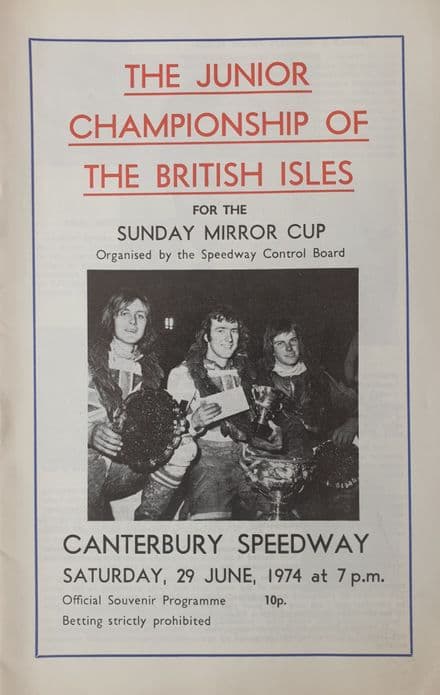 THE JUNIOR
CHAMPIONSHIP OF
THE BRITISH ISLES
FOR THE
SUNDAY MIRROR CUP
Organised by the Speedway Control Board
CANTERBURY SPEEDWAY
SATURDAY, 29 JUNE, 1974 at 7 p.m.
Official Souvenir Programme 10p.
Betting strictly prohibited